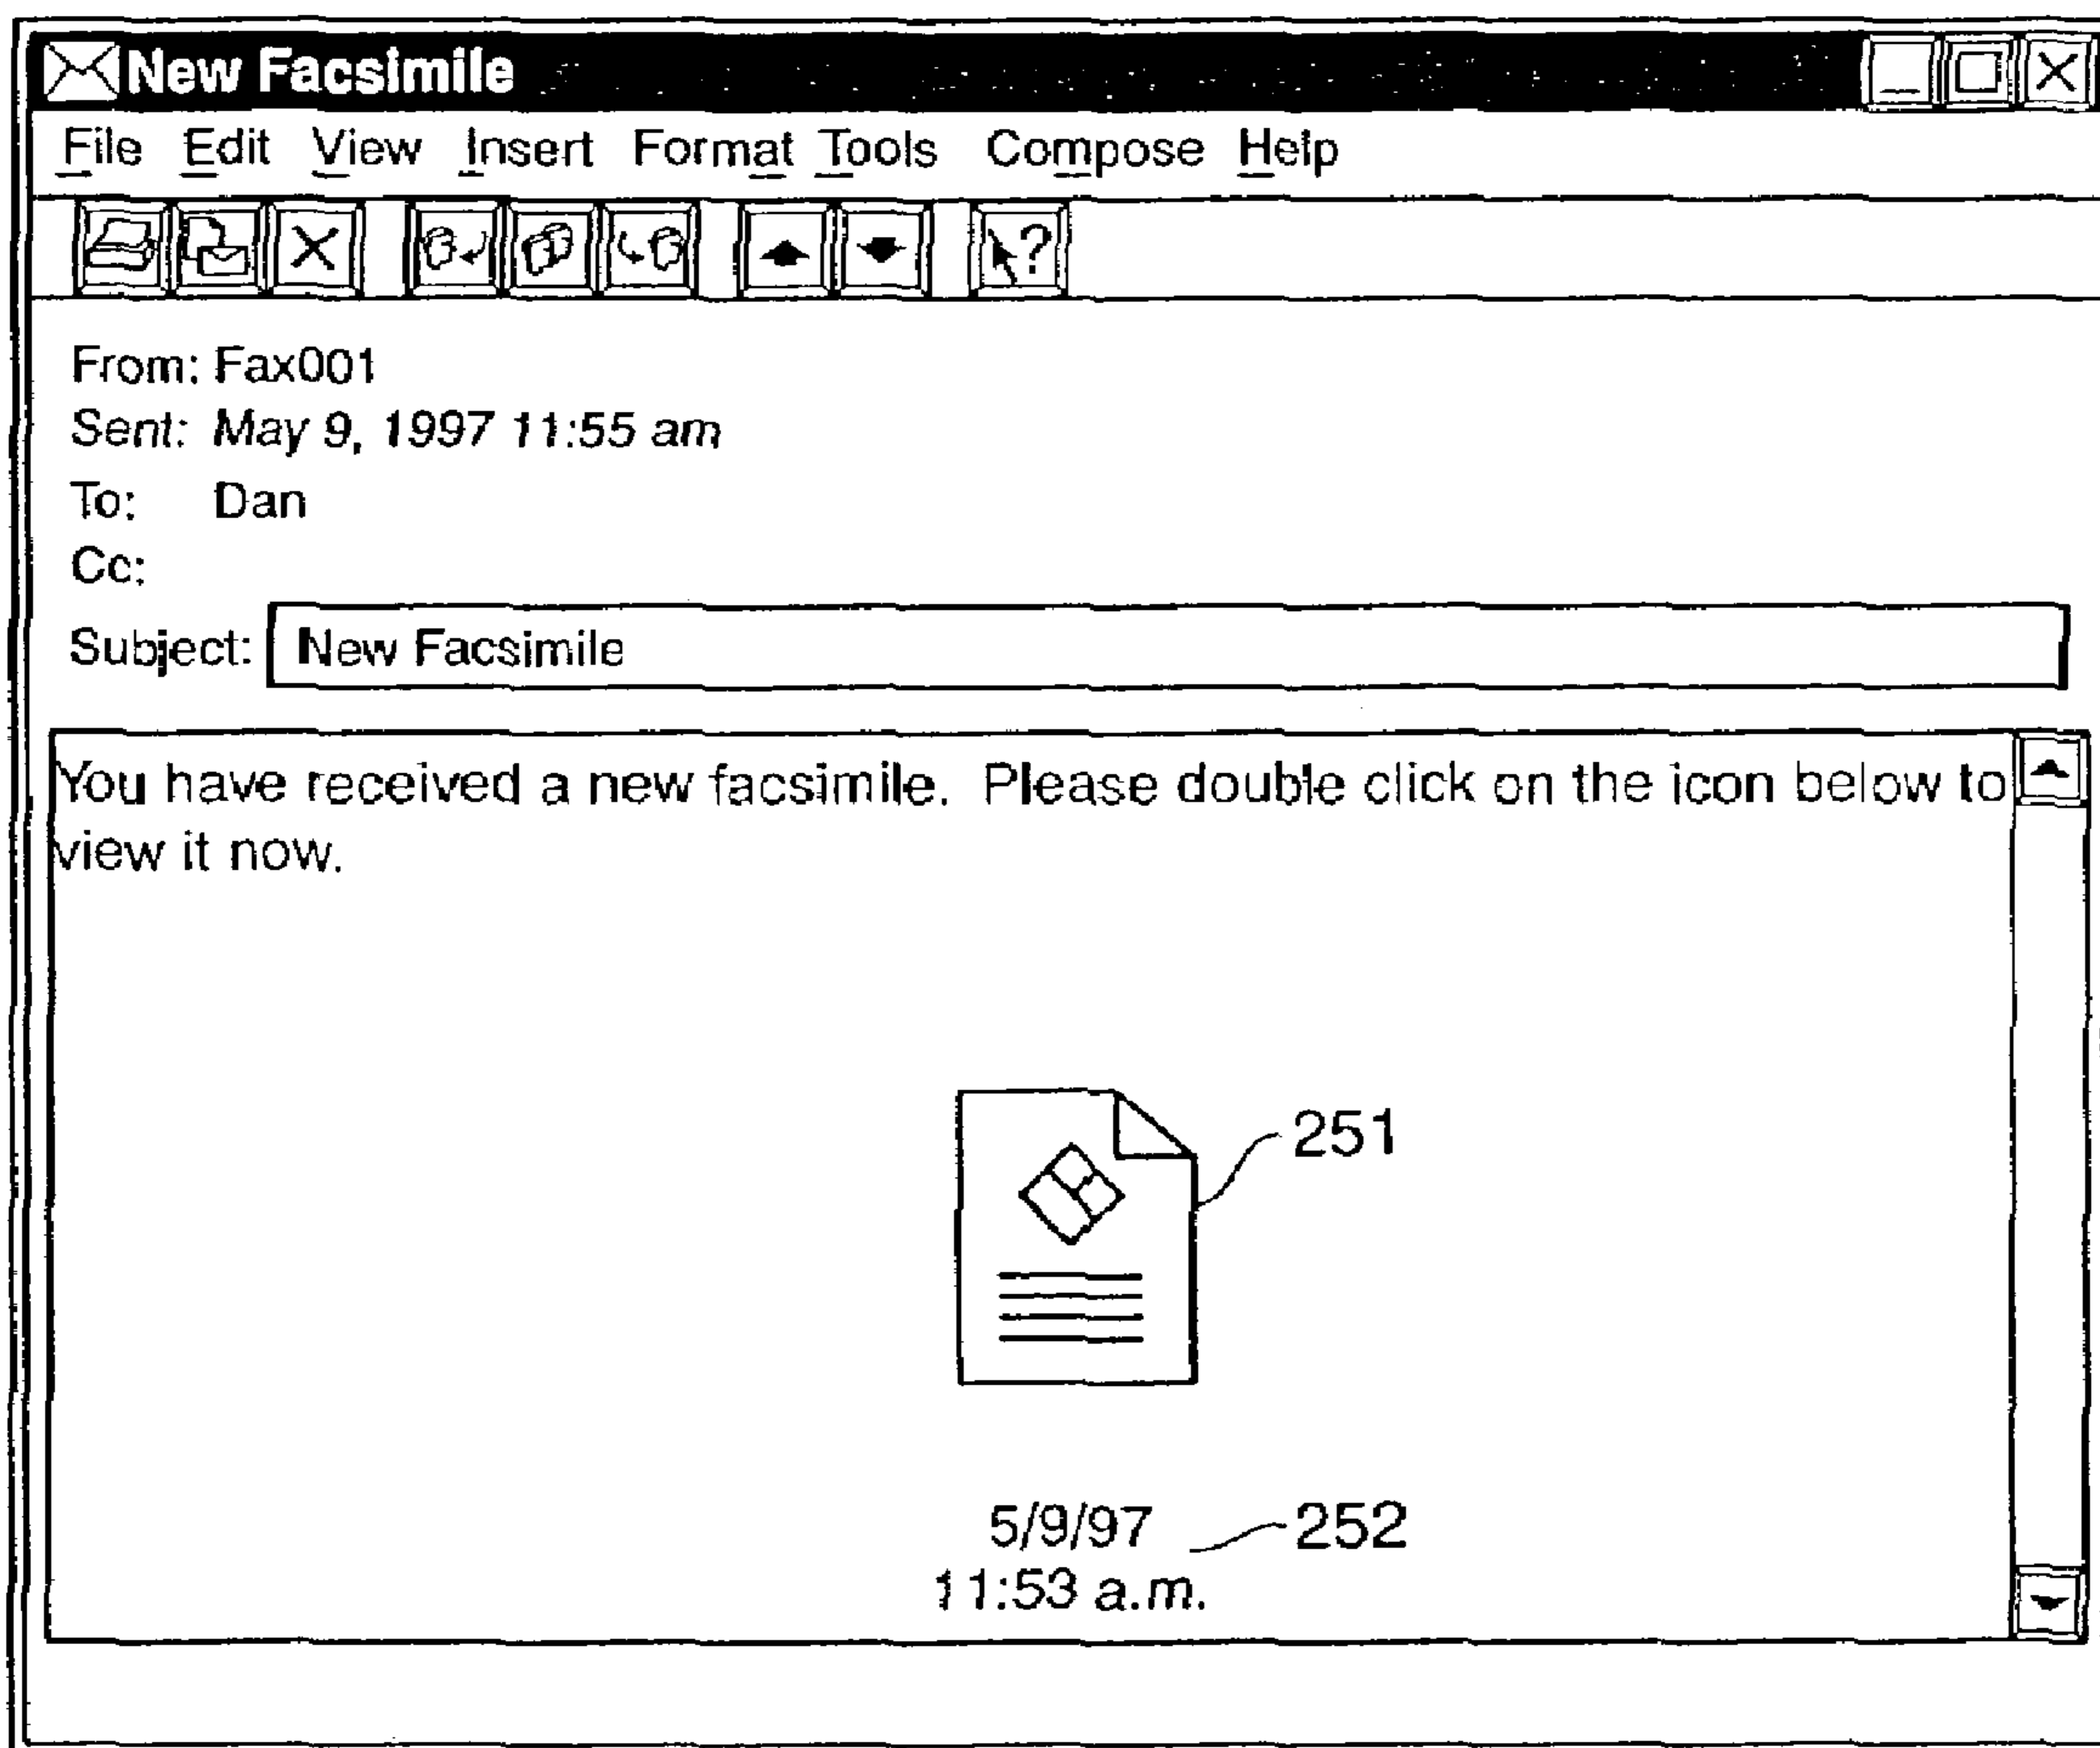 New Facsimile
File Edit View Insert Format Tools Compose Help
?
From: Fax001
Sent: May 9, 1997 11:55 am
To: Dan
Cc:
Subject: New Facsimile
You have received a new facsimile. Please double click on the icon below to
view it now.
251
5/9/97 252
11:53 a.m.